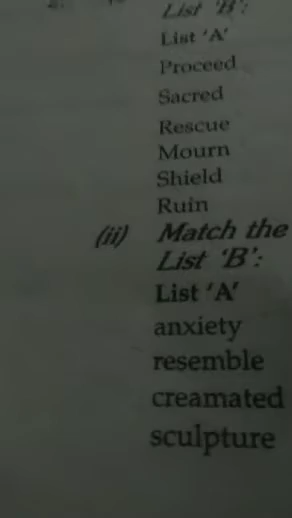 List 'B':
List 'A'
Proceed
Sacred
Rescue
Mourn
Shield
Ruin
(ii) Match the
List 'B':
List 'A'
anxiety
resemble
creamated
sculpture